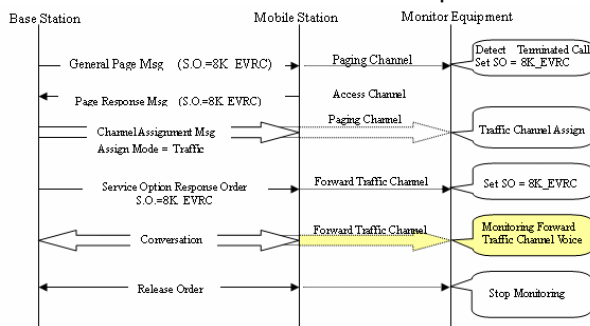 Base Station
Mobile Station
Monitor Equipment
General Page Msg (S.O.=8K EVRC)
Paging Channel
Detect Terminated Call
Set SO = 8K_EVRC
Page Response Msg (S.O.=8K EVRC)
Access Channel
Paging Channel
Channel Assignment Msg
Assign Mode = Traffic
Traffic Channel Assign
Service Option Response Order
S.O.=8K EVRC
Forward Traffic Channel
Set SO = 8K_EVRC
Conversation
Forward Traffic Channel
Monitoring Forward
Traffic Channel Voice
Release Order
Stop Monitoring